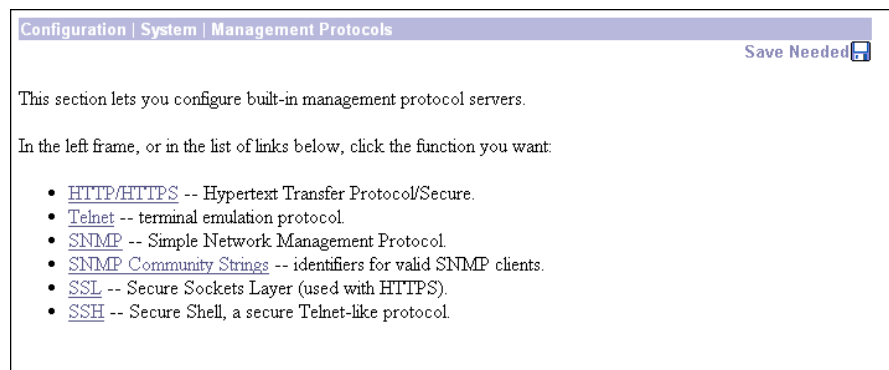 Configuration | System | Management Protocols
Save Needed
This section lets you configure built-in management protocol servers.
In the left frame, or in the list of links below, click the function you want:
• HTTP/HTTPS -- Hypertext Transfer Protocol/Secure.
• Telnet -- terminal emulation protocol.
• SNMP -- Simple Network Management Protocol.
• SNMP Community Strings -- identifiers for valid SNMP clients.
• SSL -- Secure Sockets Layer (used with HTTPS).
• SSH -- Secure Shell, a secure Telnet-like protocol.